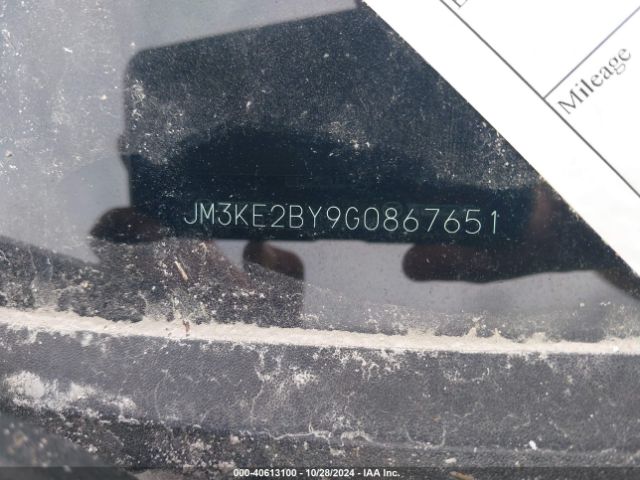 Mileage
JM3KE2BY9G0867651
000-40613100 - 10/28/2024 - IAA Inc.